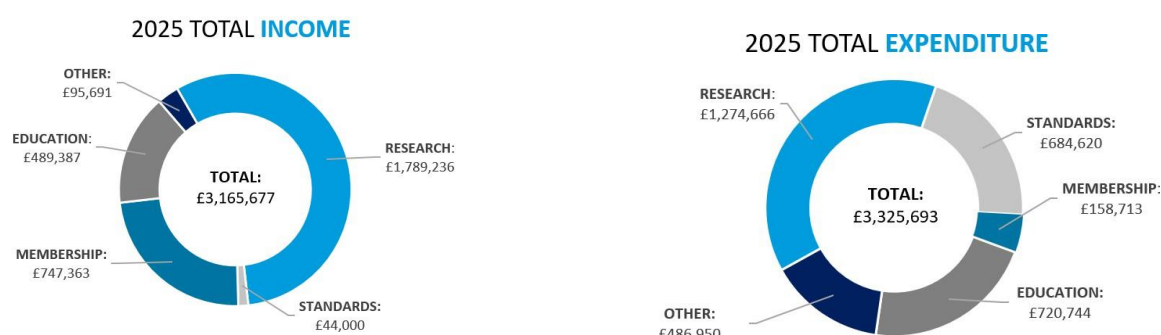 2025 TOTAL INCOME
OTHER:
£95,691
EDUCATION:
£489,387
RESEARCH:
£1,789,236
TOTAL:
£3,165,677
MEMBERSHIP:
£747,363
STANDARDS:
£44,000
2025 TOTAL EXPENDITURE
RESEARCH:
£1,274,666
STANDARDS:
£684,620
MEMBERSHIP:
£158,713
TOTAL:
£3,325,693
EDUCATION:
£720,744
OTHER:
£486,950